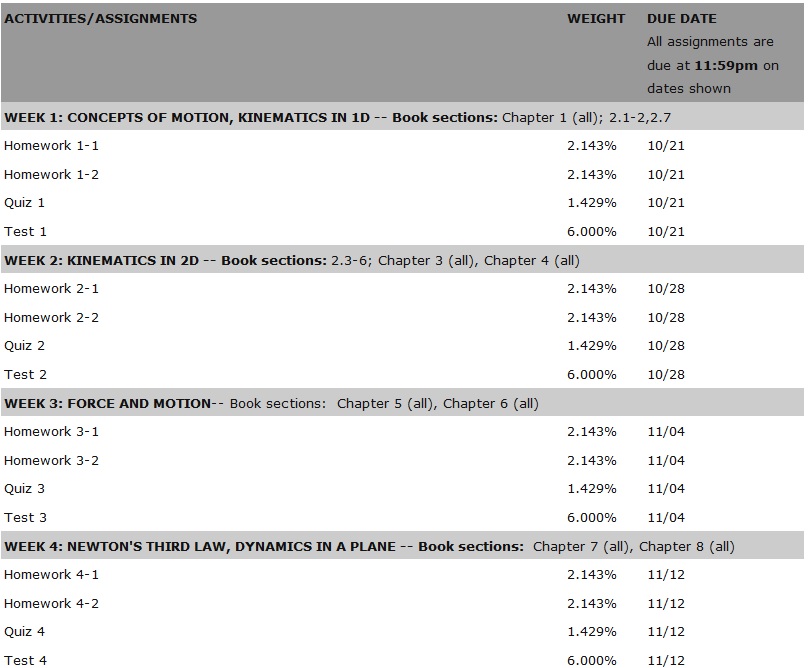 ACTIVITIES/ASSIGNMENTS WEIGHT DUE DATE
All assignments are
due at 11:59pm on
dates shown
WEEK 1: CONCEPTS OF MOTION, KINEMATICS IN 1D -- Book sections: Chapter 1 (all); 2.1-2,2.7
Homework 1-1 2.143% 10/21
Homework 1-2 2.143% 10/21
Quiz 1 1.429% 10/21
Test 1 6.000% 10/21
WEEK 2: KINEMATICS IN 2D -- Book sections: 2.3-6; Chapter 3 (all), Chapter 4 (all)
Homework 2-1 2.143% 10/28
Homework 2-2 2.143% 10/28
Quiz 2 1.429% 10/28
Test 2 6.000% 10/28
WEEK 3: FORCE AND MOTION-- Book sections: Chapter 5 (all), Chapter 6 (all)
Homework 3-1 2.143% 11/04
Homework 3-2 2.143% 11/04
Quiz 3 1.429% 11/04
Test 3 6.000% 11/04
WEEK 4: NEWTON'S THIRD LAW, DYNAMICS IN A PLANE -- Book sections: Chapter 7 (all), Chapter 8 (all)
Homework 4-1 2.143% 11/12
Homework 4-2 2.143% 11/12
Quiz 4 1.429% 11/12
Test 4 6.000% 11/12